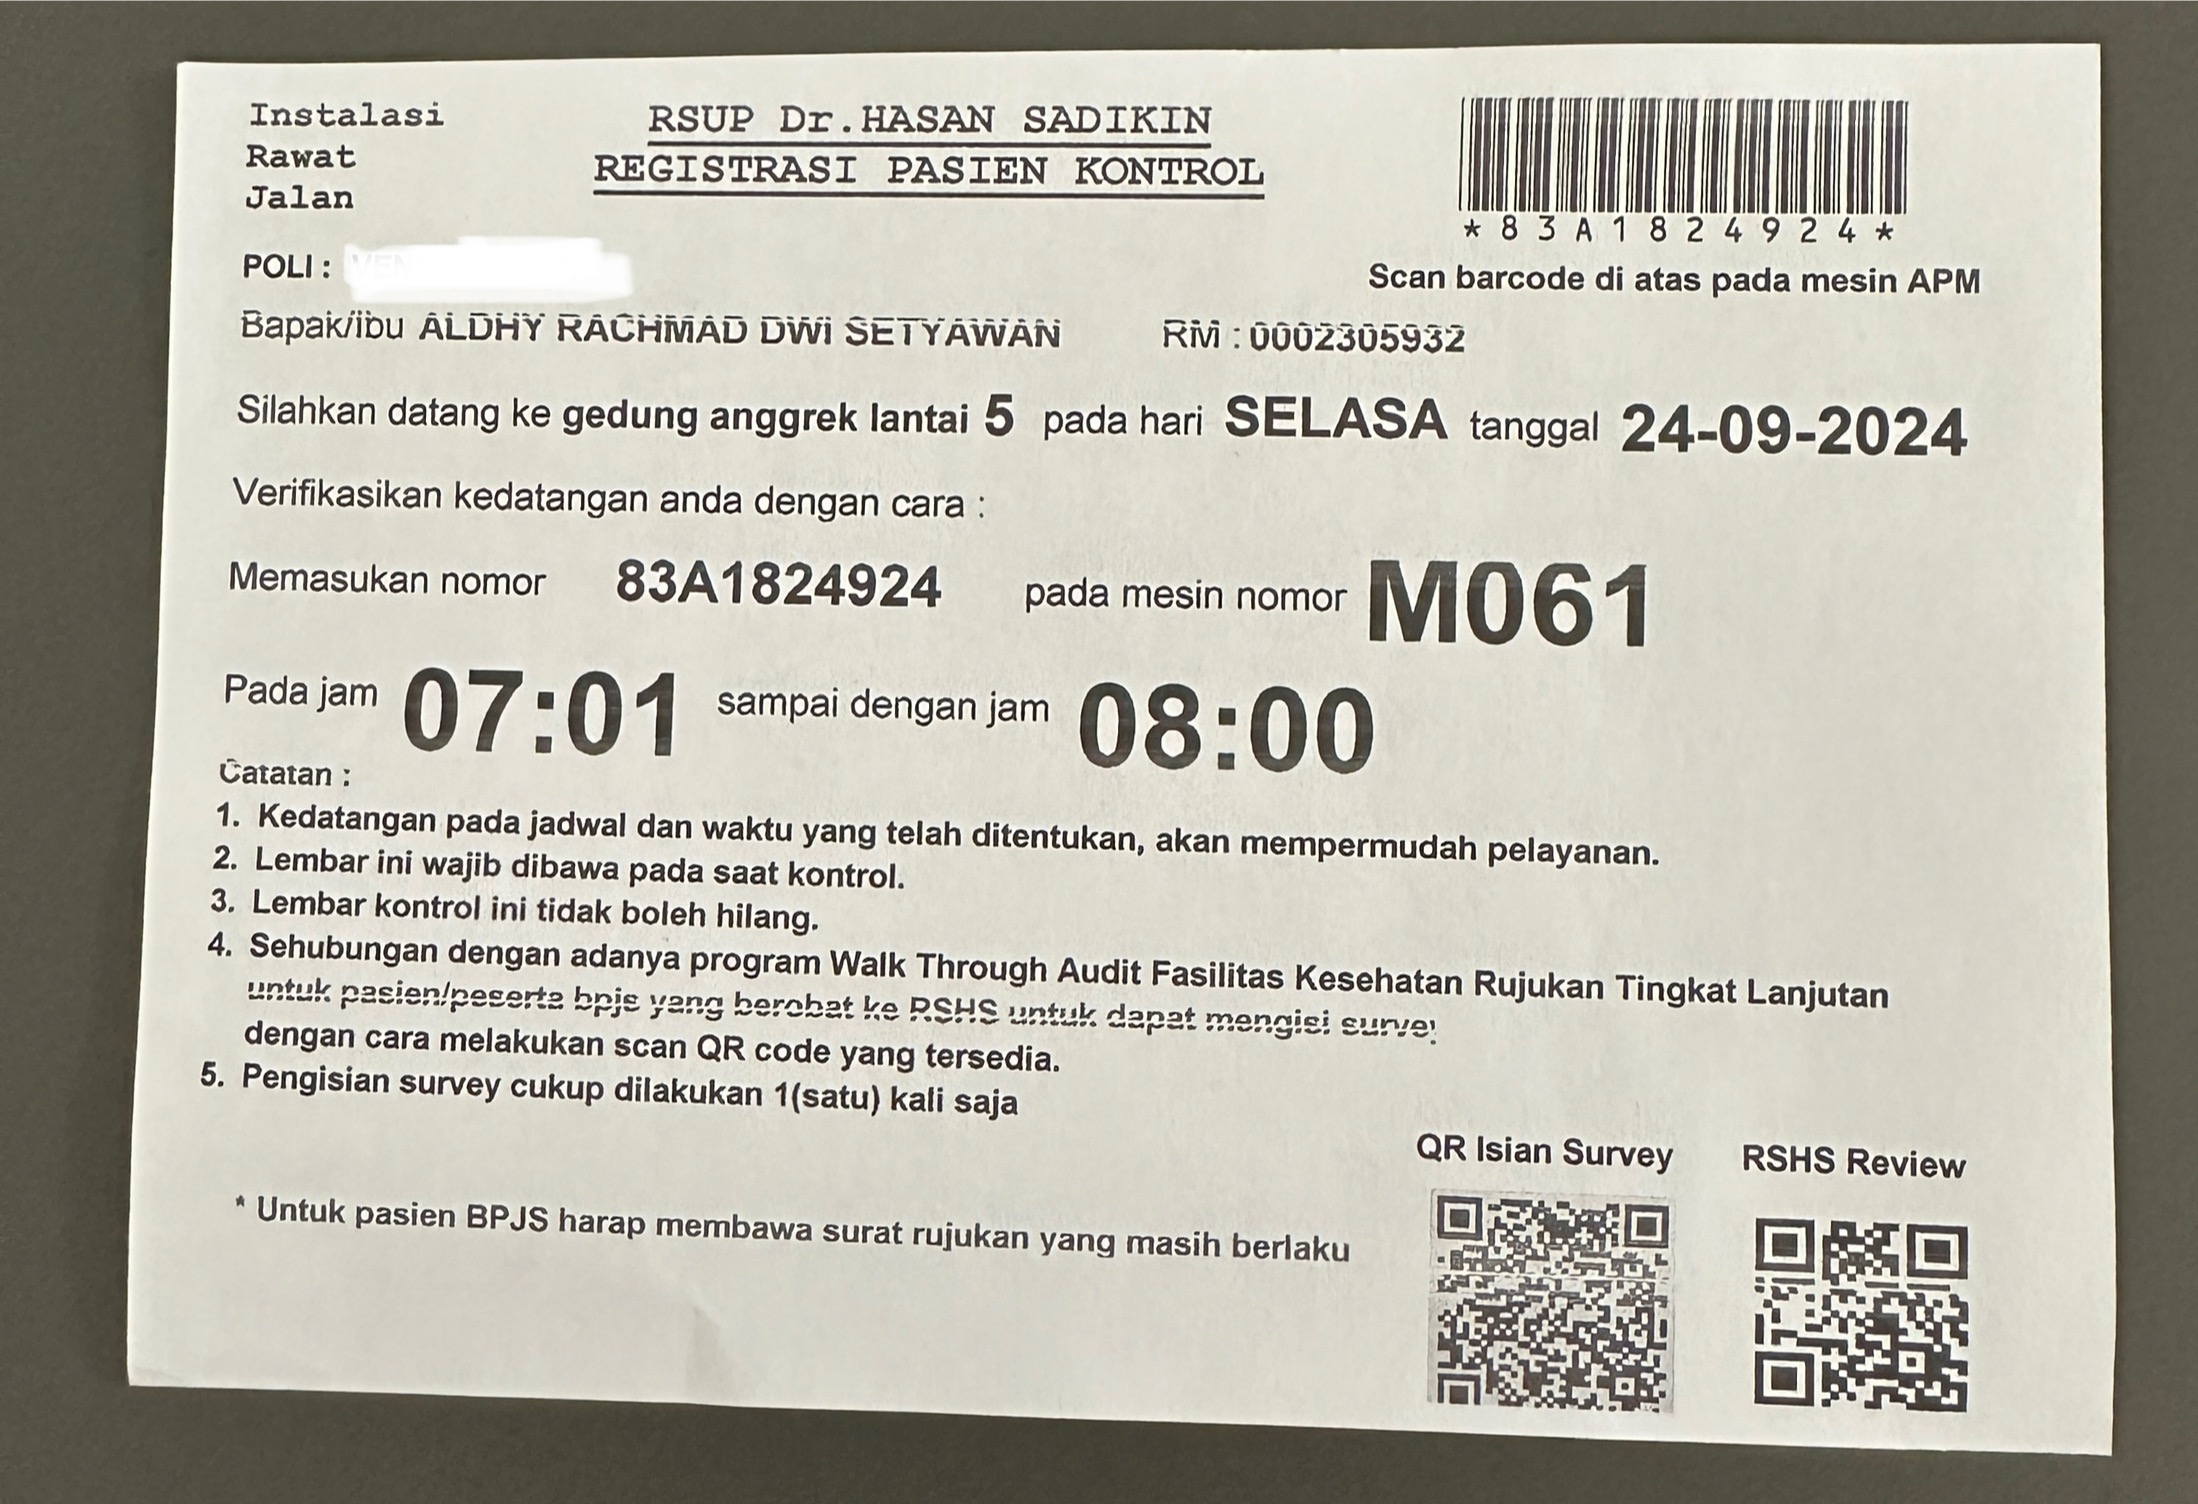 Instalasi
Rawat
Jalan
RSUP Dr.HASAN SADIKIN
REGISTRASI PASIEN KONTROL
*83A1824924*
Scan barcode di atas pada mesin APM
POLI :
Bapak/ibu ALDHY RACHMAD DWI SETYAWAN RM : 0002305932
Silahkan datang ke gedung anggrek lantai 5 pada hari SELASA tanggal 24-09-2024
Verifikasikan kedatangan anda dengan cara :
Memasukan nomor 83A1824924 pada mesin nomor M061
Pada jam 07:01 sampai dengan jam 08:00
Catatan :
1. Kedatangan pada jadwal dan waktu yang telah ditentukan, akan mempermudah pelayanan.
2. Lembar ini wajib dibawa pada saat kontrol.
3. Lembar kontrol ini tidak boleh hilang.
4. Sehubungan dengan adanya program Walk Through Audit Fasilitas Kesehatan Rujukan Tingkat Lanjutan
untuk pasien/peserta bpjs yang berobat ke RSHS untuk dapat mengisi survey
dengan cara melakukan scan QR code yang tersedia.
5. Pengisian survey cukup dilakukan 1(satu) kali saja
QR Isian Survey RSHS Review
* Untuk pasien BPJS harap membawa surat rujukan yang masih berlaku